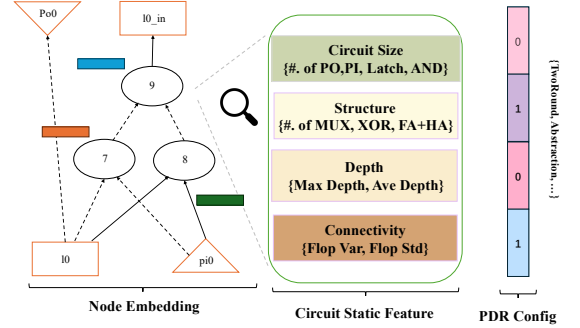 Po0
l0_in
9
7
8
l0
pi0
Node Embedding
Circuit Size
{#. of PO,PI, Latch, AND}
Structure
{#. of MUX, XOR, FA+HA}
Depth
{Max Depth, Ave Depth}
Connectivity
{Flop Var, Flop Std}
Circuit Static Feature
0
1
0
1
{TwoRound, Abstraction, …}
PDR Config